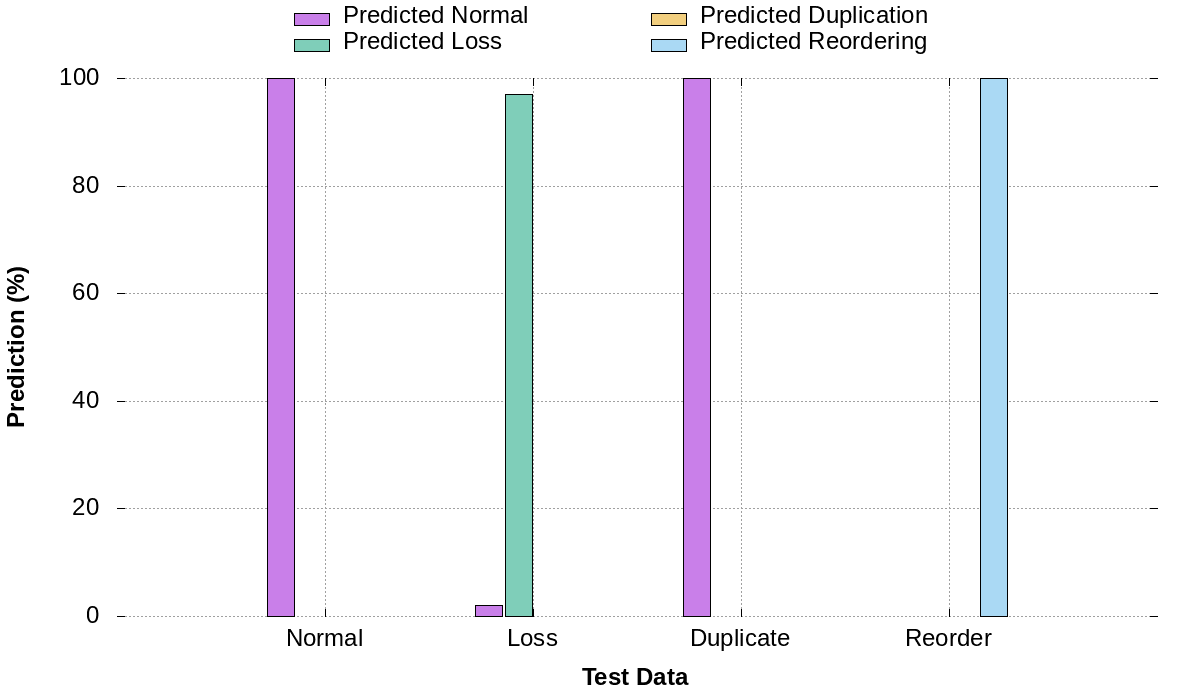 Predicted Normal
Predicted Loss
Predicted Duplication
Predicted Reordering
Prediction (%)
100
80
60
40
20
0
Normal Loss Duplicate Reorder
Test Data